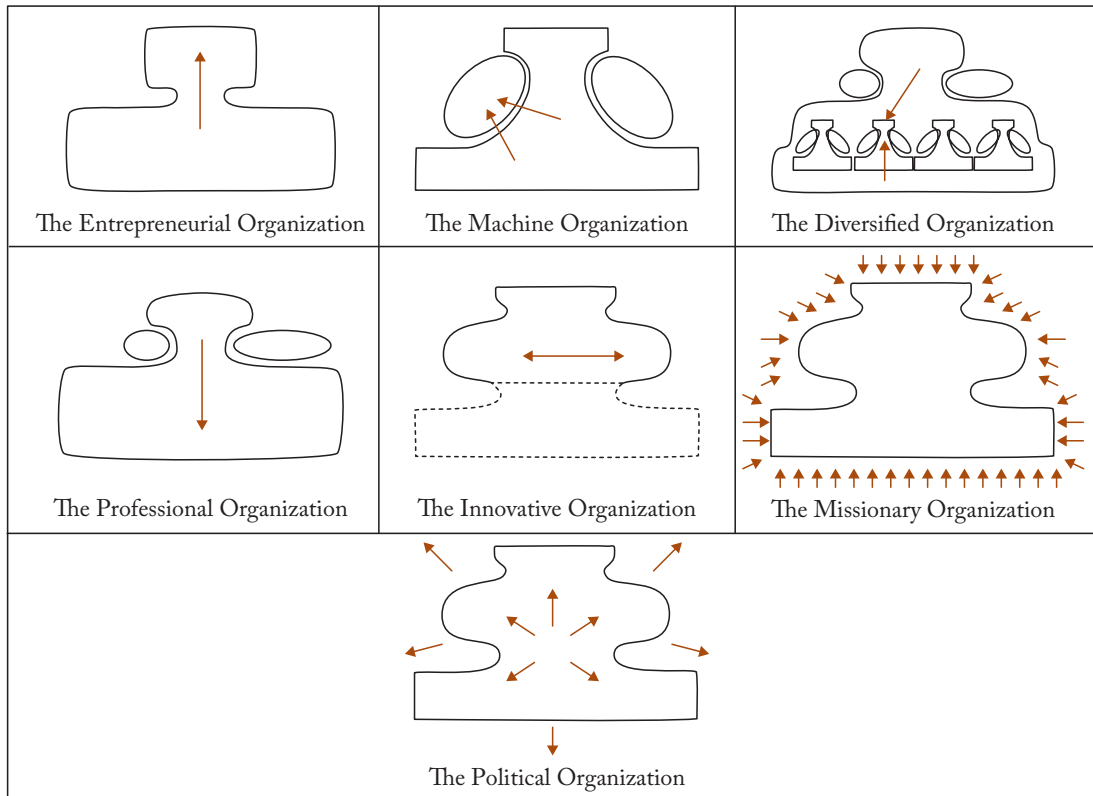 The Entrepreneurial Organization
The Machine Organization
The Diversified Organization
The Professional Organization
The Innovative Organization
The Missionary Organization
The Political Organization